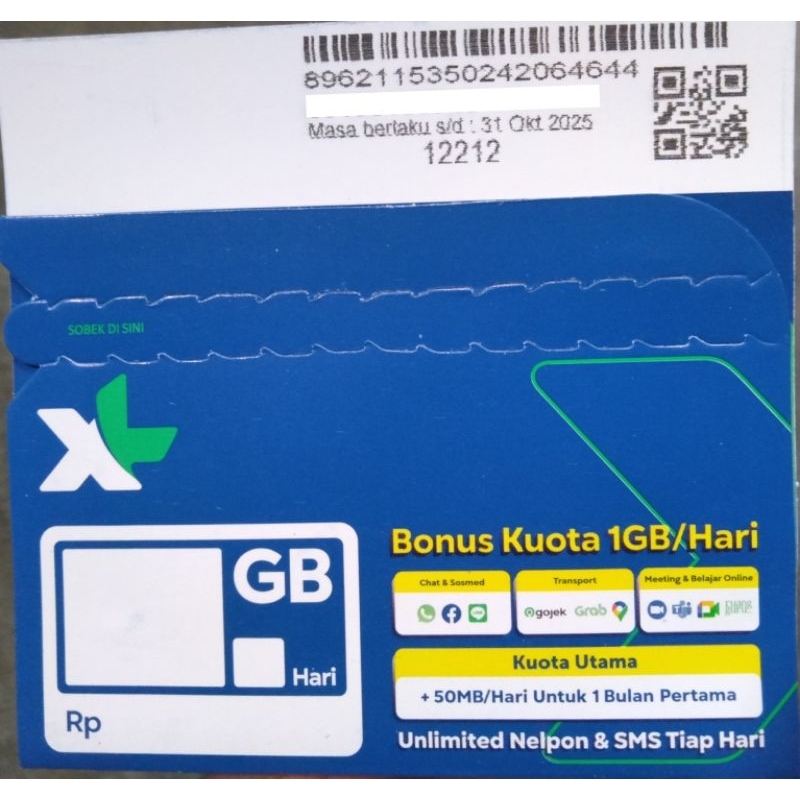 8962115350242064644
Masa berlaku s/d : 31 Okt 2025
12212
SOBEK DI SINI
XL
GB
Hari
Rp
Bonus Kuota 1GB/Hari
Chat & Sosmed
Transport
Meeting & Belajar Online
gojek
Grab
Kuota Utama
+ 50MB/Hari Untuk 1 Bulan Pertama
Unlimited Nelpon & SMS Tiap Hari